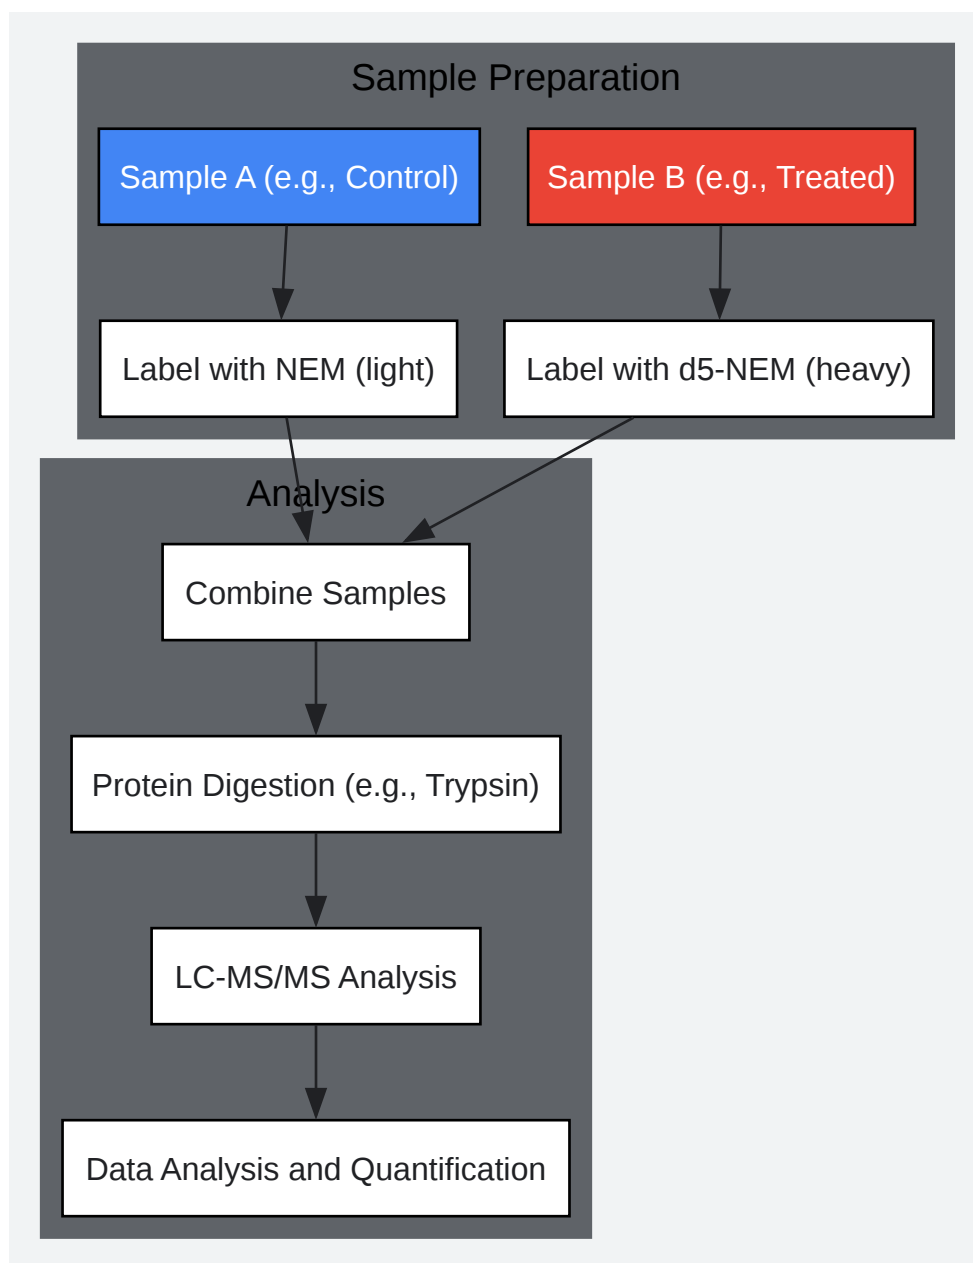 Sample Preparation
Sample A (e.g., Control)
Sample B (e.g., Treated)
Label with NEM (light)
Label with d5-NEM (heavy)
Analysis
Combine Samples
Protein Digestion (e.g., Trypsin)
LC-MS/MS Analysis
Data Analysis and Quantification